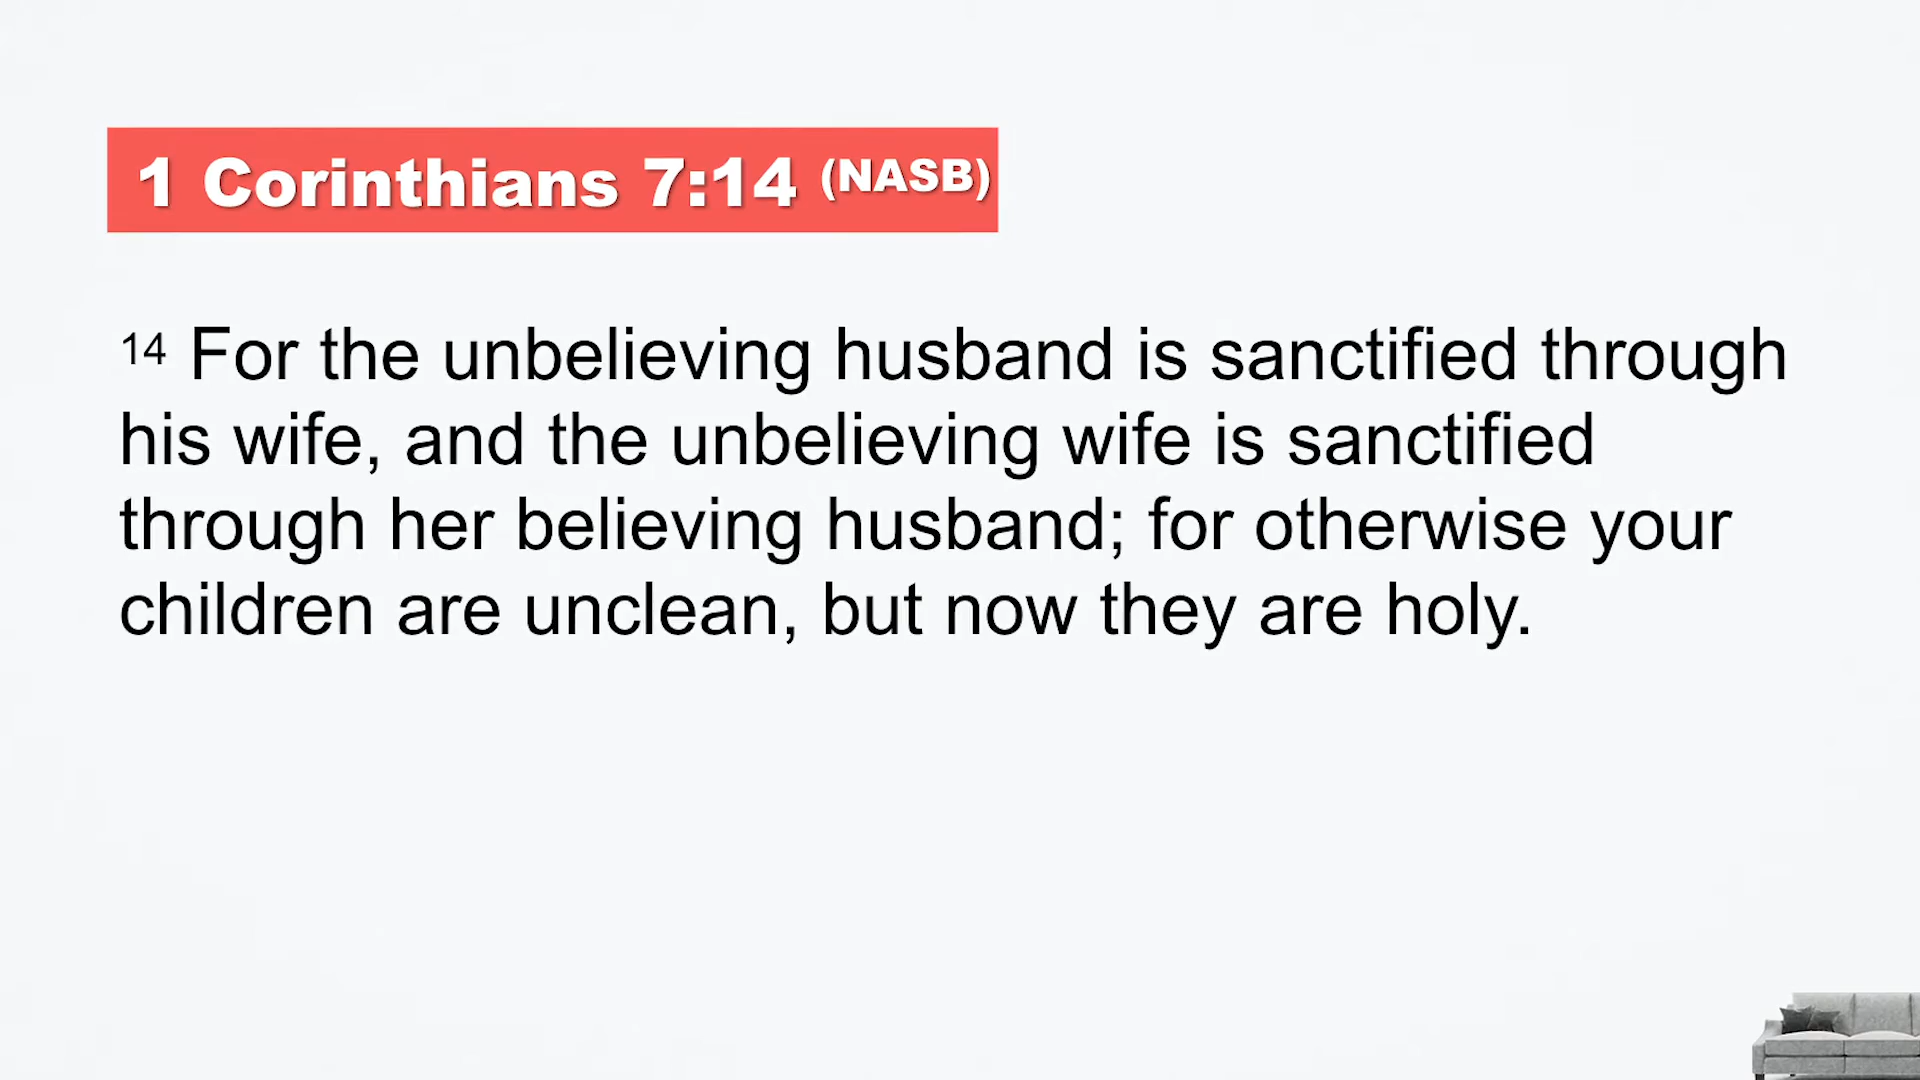 1 Corinthians 7:14 (NASB)
14 For the unbelieving husband is sanctified through
his wife, and the unbelieving wife is sanctified
through her believing husband; for otherwise your
children are unclean, but now they are holy.